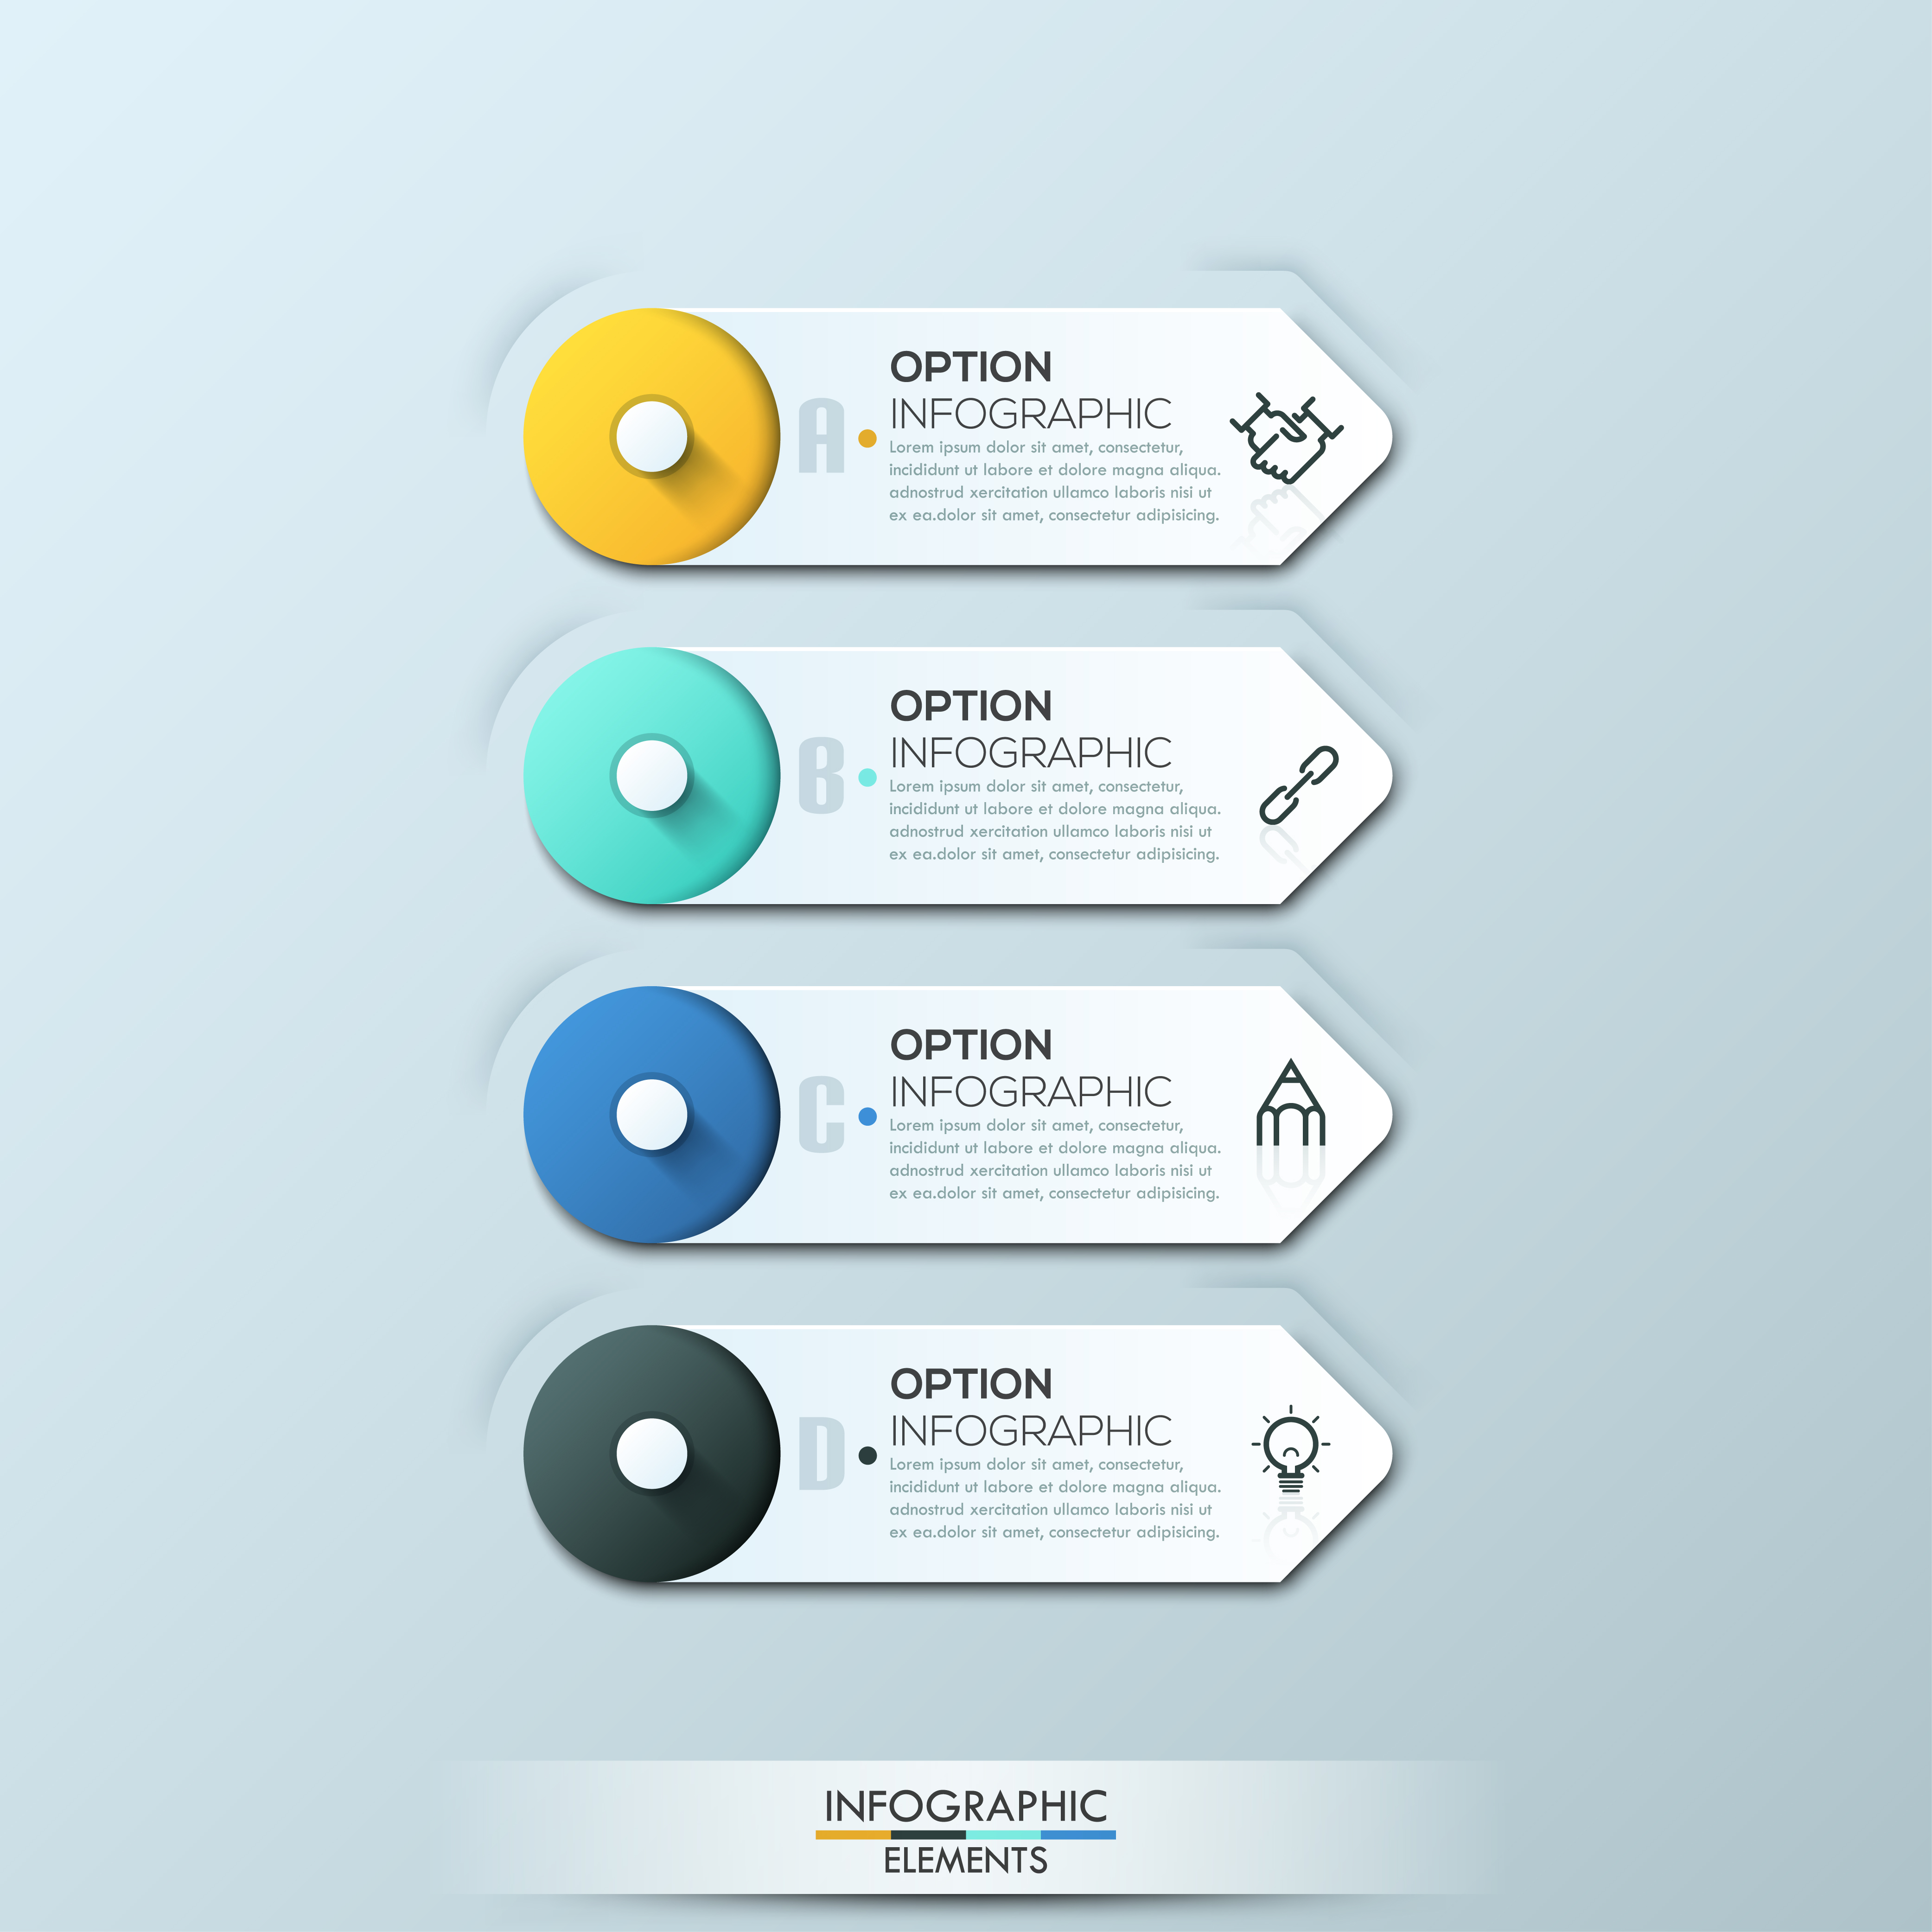 OPTION
INFOGRAPHIC
A
Lorem ipsum dolor sit amet, consectetur,
incididunt ut labore et dolore magna aliqua.
adnostrud xercitation ullamco laboris nisi ut
ex ea.dolor sit amet, consectetur adipisicing.
OPTION
INFOGRAPHIC
B
Lorem ipsum dolor sit amet, consectetur,
incididunt ut labore et dolore magna aliqua.
adnostrud xercitation ullamco laboris nisi ut
ex ea.dolor sit amet, consectetur adipisicing.
OPTION
INFOGRAPHIC
C
Lorem ipsum dolor sit amet, consectetur,
incididunt ut labore et dolore magna aliqua.
adnostrud xercitation ullamco laboris nisi ut
ex ea.dolor sit amet, consectetur adipisicing.
OPTION
INFOGRAPHIC
D
Lorem ipsum dolor sit amet, consectetur,
incididunt ut labore et dolore magna aliqua.
adnostrud xercitation ullamco laboris nisi ut
ex ea.dolor sit amet, consectetur adipisicing.
INFOGRAPHIC
ELEMENTS